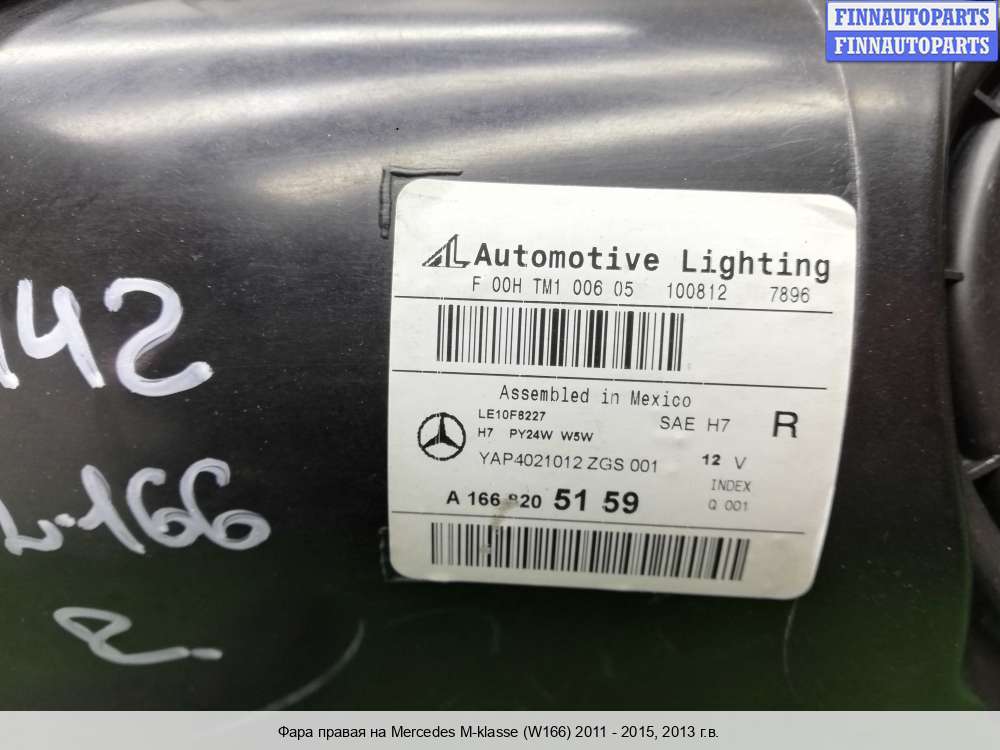 FINNAUTOPARTS
FINNAUTOPARTS
AL Automotive Lighting
F 00H TM1 006 05 100812 7896
Assembled in Mexico
LE10F6227 SAE H7 R
H7 PY24W W5W
YAP4021012 ZGS 001 12 V
INDEX
A 166 820 51 59 Q 001
142
L-166
R
Фара правая на Mercedes M-klasse (W166) 2011 - 2015, 2013 г.в.